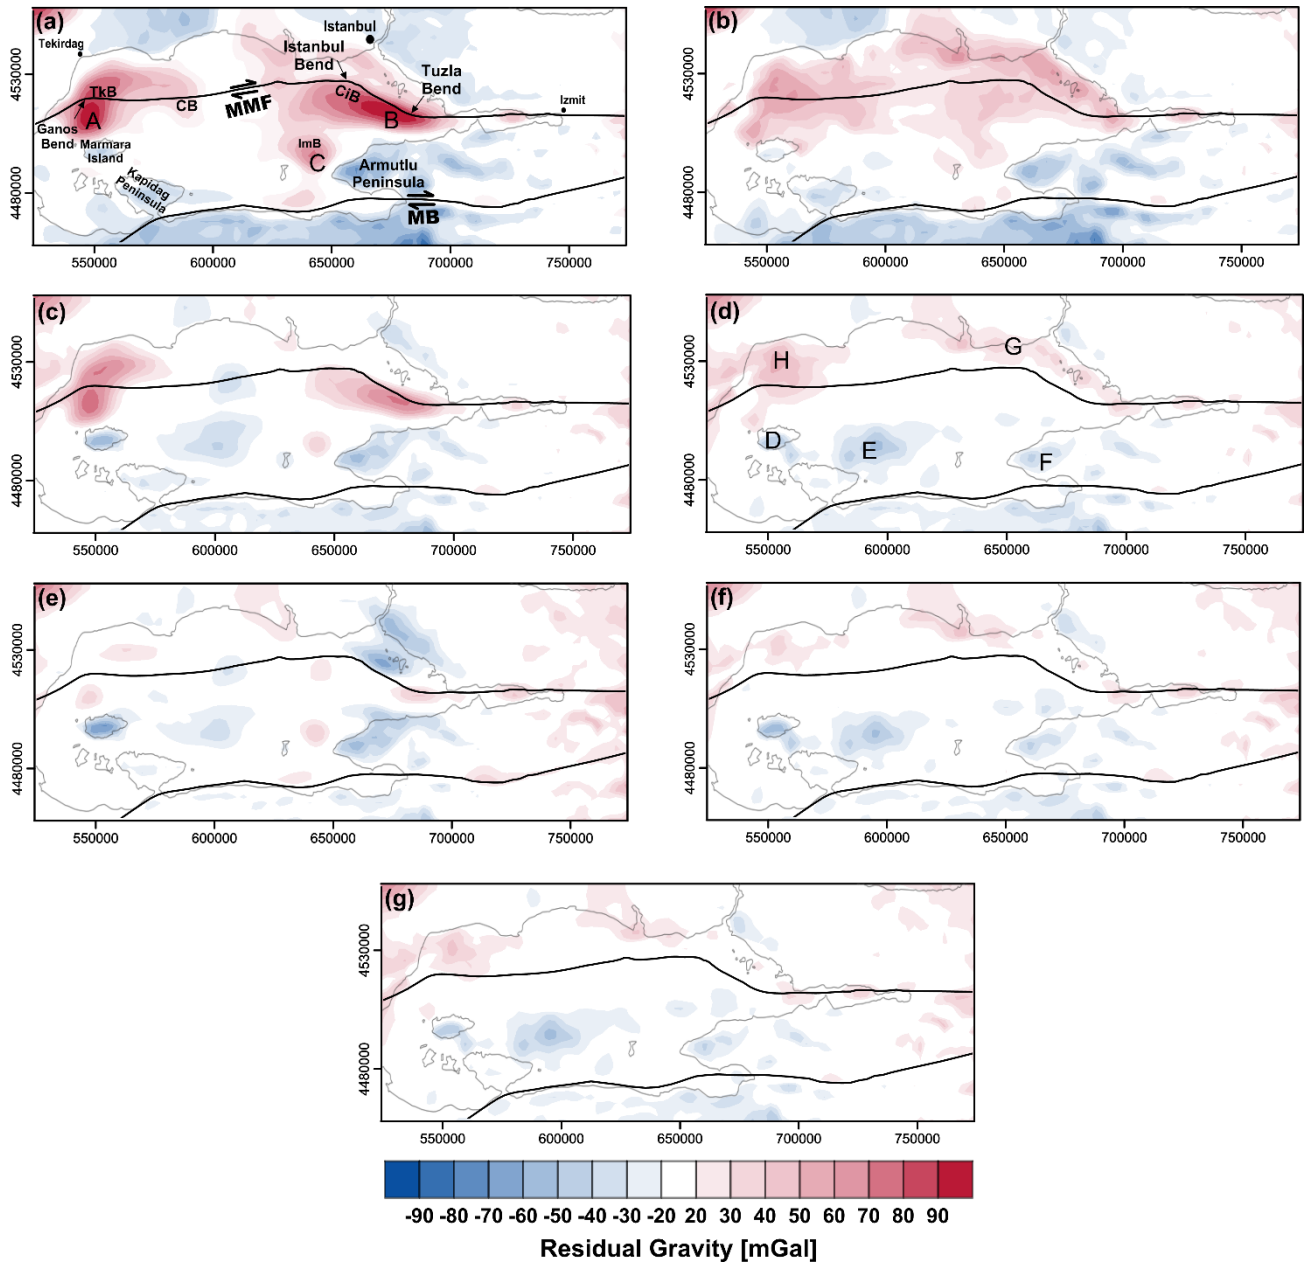 (a)
Istanbul
Tekirdag
Istanbul
Bend
Tuzla
Bend
4530000
TkB
CB
MMF
CiB
Izmit
A
B
Ganos
Bend
Marmara
Island
ImB
C
Kapidag
Peninsula
Armutlu
Peninsula
4480000
MB
550000 600000 650000 700000 750000
(b)
4530000
4480000
550000 600000 650000 700000 750000
(c)
4530000
4480000
550000 600000 650000 700000 750000
(d)
G
H
4530000
D
E
F
4480000
550000 600000 650000 700000 750000
(e)
4530000
4480000
550000 600000 650000 700000 750000
(f)
4530000
4480000
550000 600000 650000 700000 750000
(g)
4530000
4480000
550000 600000 650000 700000 750000
-90 -80 -70 -60 -50 -40 -30 -20 20 30 40 50 60 70 80 90
Residual Gravity [mGal]